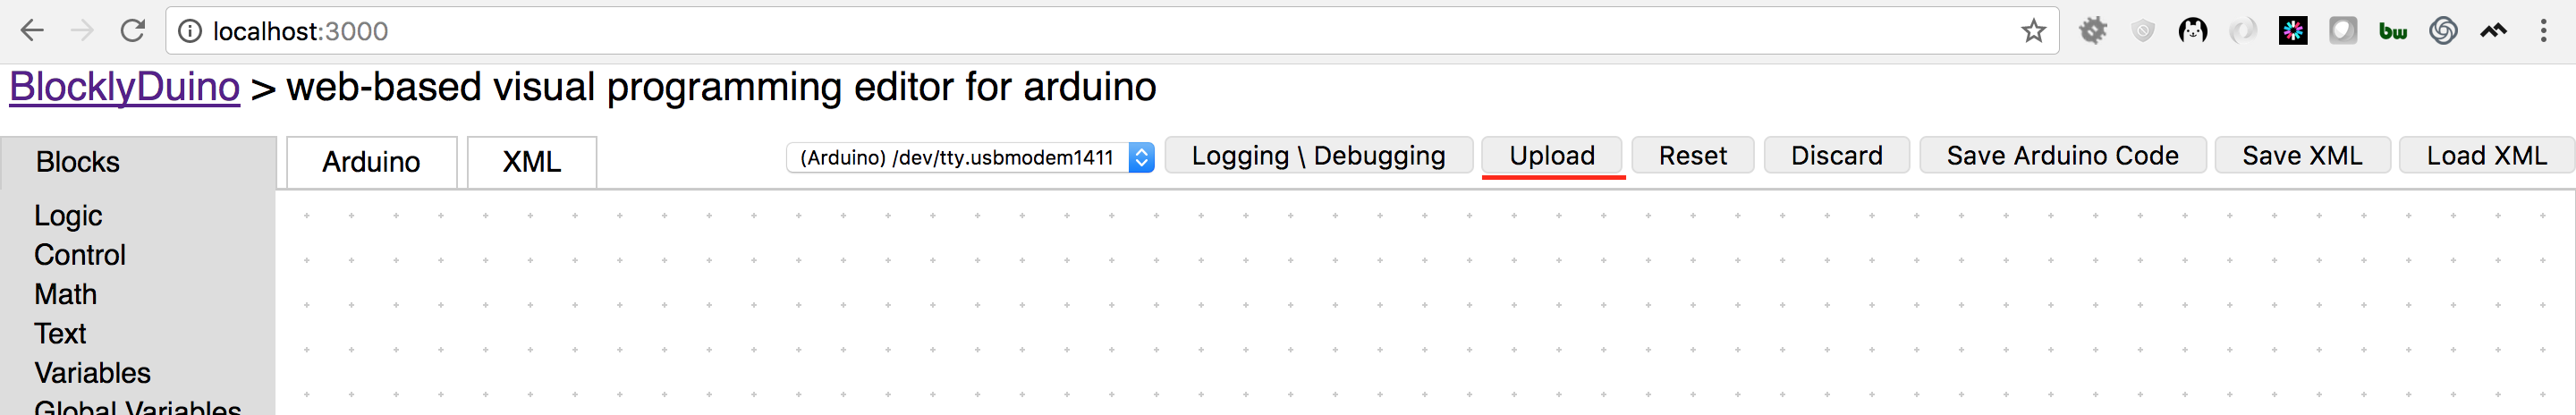 localhost:3000
bw
BlocklyDuino > web-based visual programming editor for arduino
Blocks Arduino XML (Arduino) /dev/tty.usbmodem1411 Logging \ Debugging Upload Reset Discard Save Arduino Code Save XML Load XML
Logic
Control
Math
Text
Variables
Global Variables